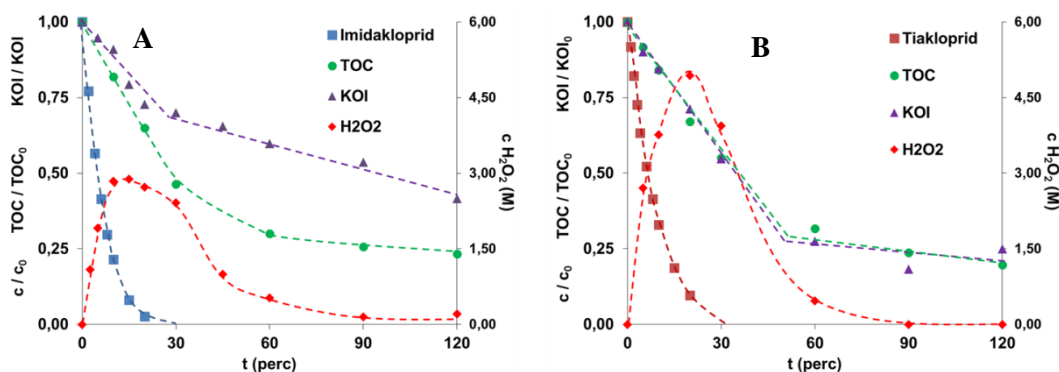 A
KOI / KOI₀
TOC / TOC₀
c / c₀
1,00
0,75
0,50
0,25
0,00
Imidakloprid
TOC
KOI
H2O2
6,00
4,50
3,00
1,50
0,00
c H₂O₂ (M)
0 30 60 90 120
t (perc)
B
KOI / KOI₀
TOC / TOC₀
c / c₀
1,00
0,75
0,50
0,25
0,00
Tiakloprid
TOC
KOI
H2O2
6,00
4,50
3,00
1,50
0,00
c H₂O₂ (M)
0 30 60 90 120
t (perc)